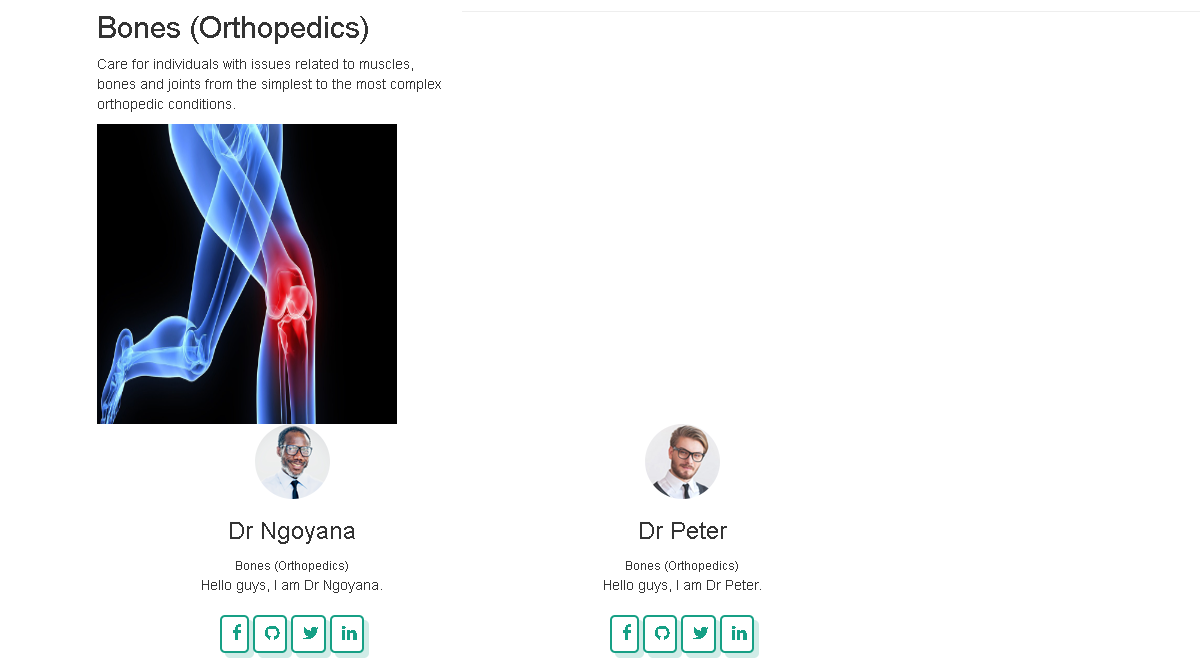 Bones (Orthopedics)
Care for individuals with issues related to muscles,
bones and joints from the simplest to the most complex
orthopedic conditions.
Dr Ngoyana
Bones (Orthopedics)
Hello guys, I am Dr Ngoyana.
Dr Peter
Bones (Orthopedics)
Hello guys, I am Dr Peter.